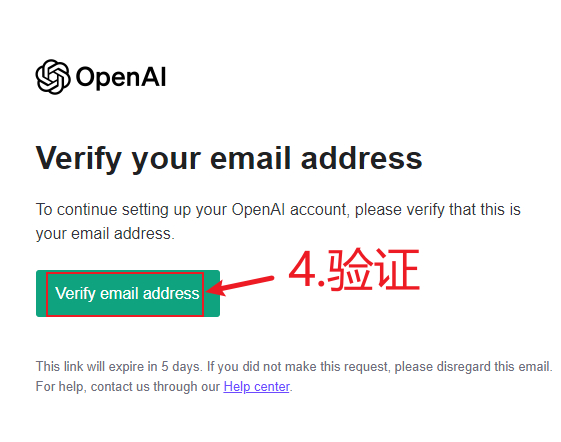 OpenAI
Verify your email address
To continue setting up your OpenAI account, please verify that this is
your email address.
4.验证
Verify email address
This link will expire in 5 days. If you did not make this request, please disregard this email.
For help, contact us through our Help center.